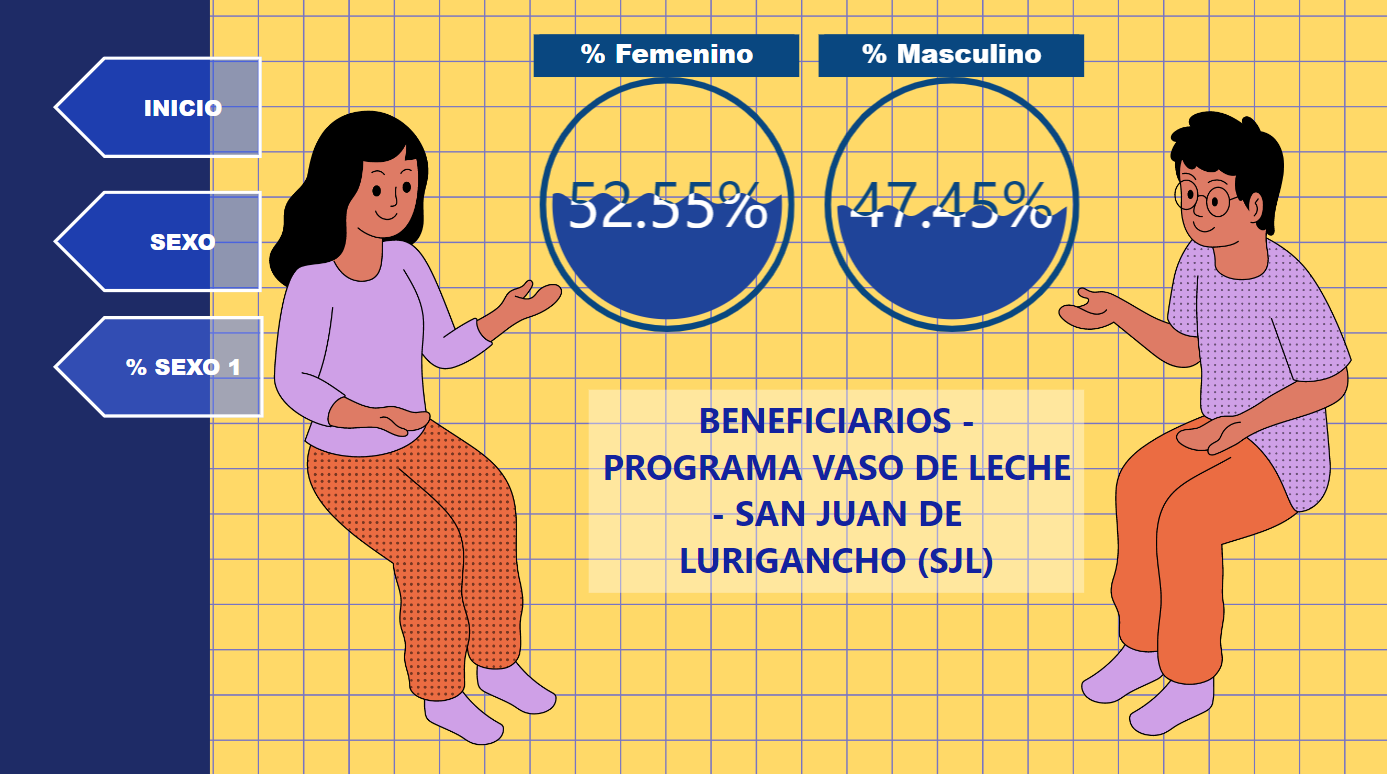 INICIO
SEXO
% SEXO 1
% Femenino
% Masculino
52.55%
47.45%
BENEFICIARIOS -
PROGRAMA VASO DE LECHE
- SAN JUAN DE
LURIGANCHO (SJL)